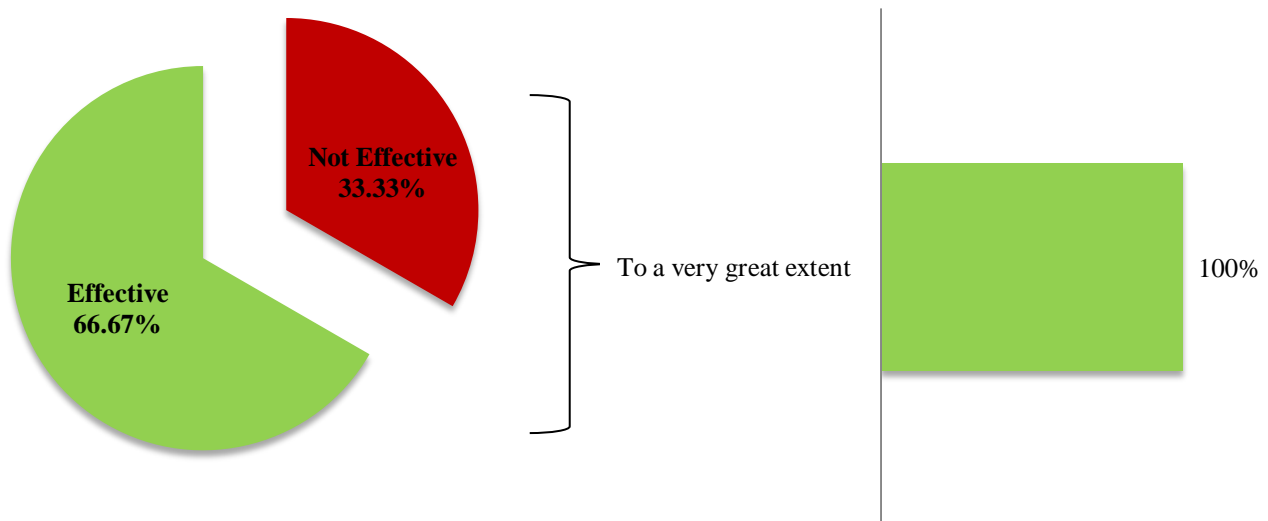 Not Effective
33.33%
Effective
66.67%
To a very great extent
100%